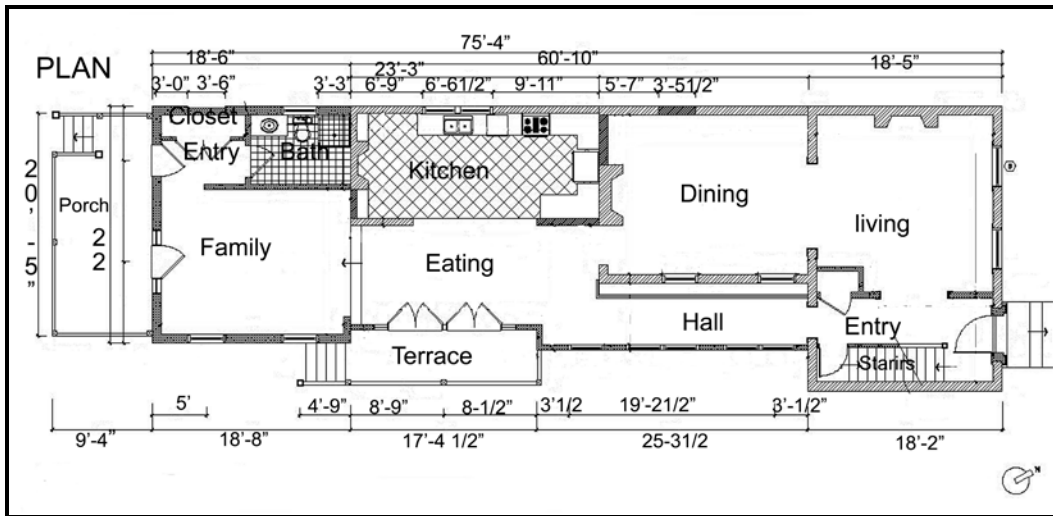 75'-4"
PLAN
18'-6"
60'-10"
23'-3"
18'-5"
3'-0"
3'-6"
3'-3"
6'-9"
6'-61/2"
9'-11"
5'-7"
3'-51/2"
Closet
Entry
Bath
Kitchen
Dining
living
20'-5"
Porch
22
Family
Eating
Hall
Entry
Terrace
Starirs
5'
4'-9"
8'-9"
8-1/2"
3'1/2
19'-21/2"
3'-1/2"
9'-4"
18'-8"
17'-4 1/2"
25-31/2
18'-2"
N